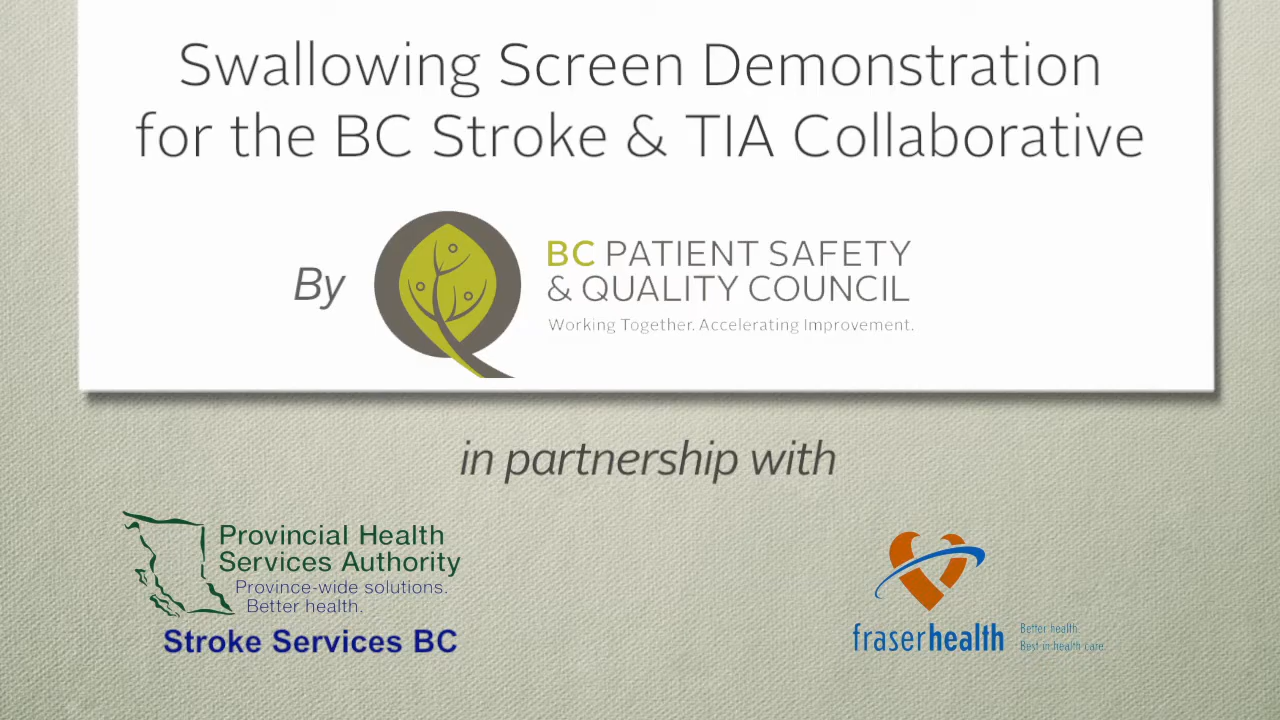 Swallowing Screen Demonstration
for the BC Stroke & TIA Collaborative
By
BC PATIENT SAFETY
& QUALITY COUNCIL
Working Together. Accelerating Improvement.
in partnership with
Provincial Health
Services Authority
Province-wide solutions.
Better health.
Stroke Services BC
fraserhealth
Better health.
Best in health care.